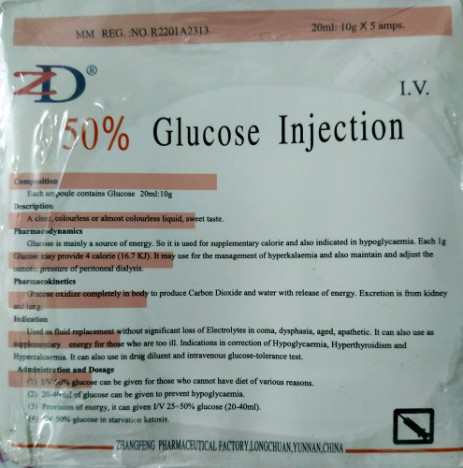 MM REG. :NO.R2201A2313
20ml: 10g X 5 amps.
ZD®
I.V.
50% Glucose Injection
Composition
Each ampoule contains Glucose 20ml:10g
Description
A clear, colourless or almost colourless liquid, sweet taste.
Pharmacodynamics
Glucose is mainly a source of energy. So it is used for supplementary calorie and also indicated in hypoglycaemia. Each 1g
Glucose may provide 4 calorie (16.7 KJ). It may use for the management of hyperkalaemia and also maintain and adjust the
osmotic pressure of peritoneal dialysis.
Pharmacokinetics
Glucose oxidize completely in body to produce Carbon Dioxide and water with release of energy. Excretion is from kidney
and lung.
Indication
Used as fluid replacement without significant loss of Electrolytes in coma, dysphasia, aged, apathetic. It can also use as
supplementary energy for those who are too ill. Indications in correction of Hypoglycaemia, Hyperthyroidism and
Hypercalcaemia. It can also use in drug diluent and intravenous glucose-tolerance test.
Administration and Dosage
(1) I/V 50% glucose can be given for those who cannot have diet of various reasons.
(2) 20-40ml of glucose can be given to prevent hypoglycaemia.
(3) Provision of energy, it can given I/V 25-50% glucose (20-40ml).
(4) 50% glucose in starvation ketosis.
ZHANGFENG PHARMACEUTICAL FACTORY,LONGCHUAN,YUNNAN,CHINA